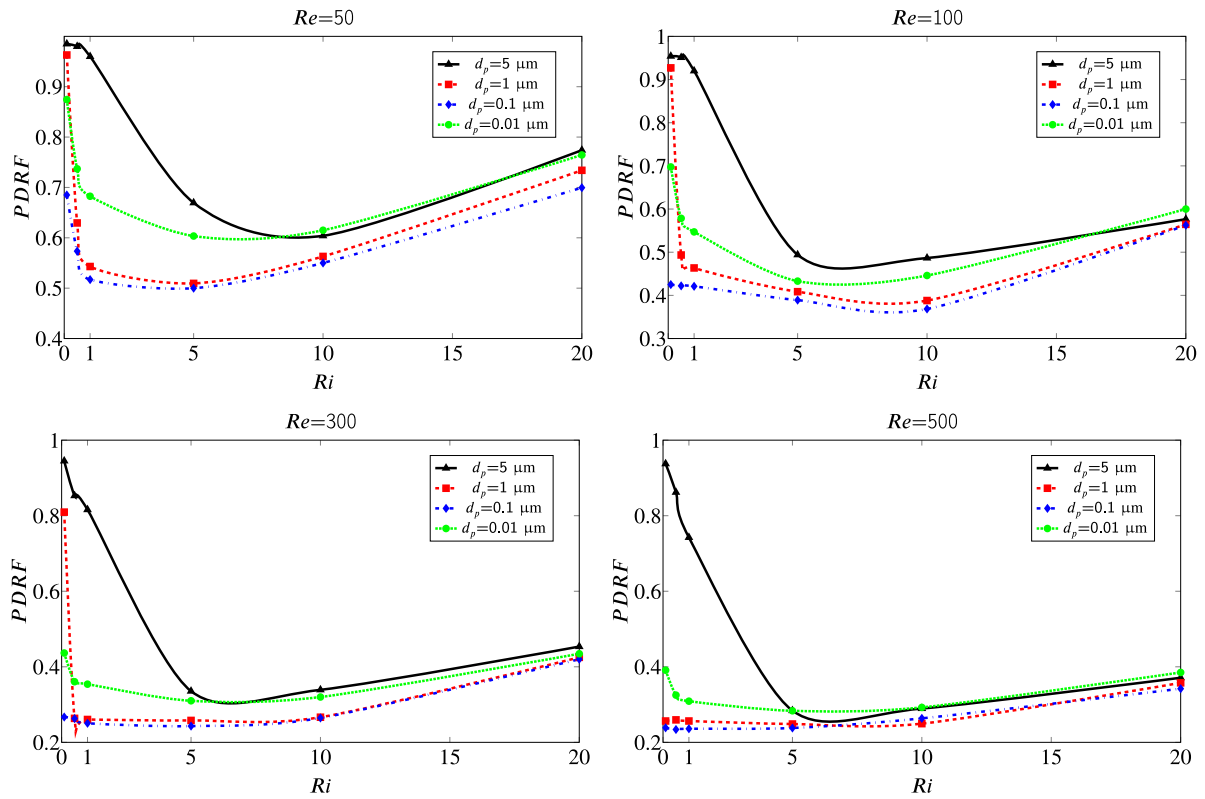 Re=50
PDRF
0.9
0.8
0.7
0.6
0.5
0.4
0 1 5 10 15 20
Ri
dp=5 μm
dp=1 μm
dp=0.1 μm
dp=0.01 μm
Re=100
PDRF
1
0.9
0.8
0.7
0.6
0.5
0.4
0.3
0 1 5 10 15 20
Ri
dp=5 μm
dp=1 μm
dp=0.1 μm
dp=0.01 μm
Re=300
PDRF
1
0.8
0.6
0.4
0.2
0 1 5 10 15 20
Ri
dp=5 μm
dp=1 μm
dp=0.1 μm
dp=0.01 μm
Re=500
PDRF
1
0.8
0.6
0.4
0.2
0 1 5 10 15 20
Ri
dp=5 μm
dp=1 μm
dp=0.1 μm
dp=0.01 μm